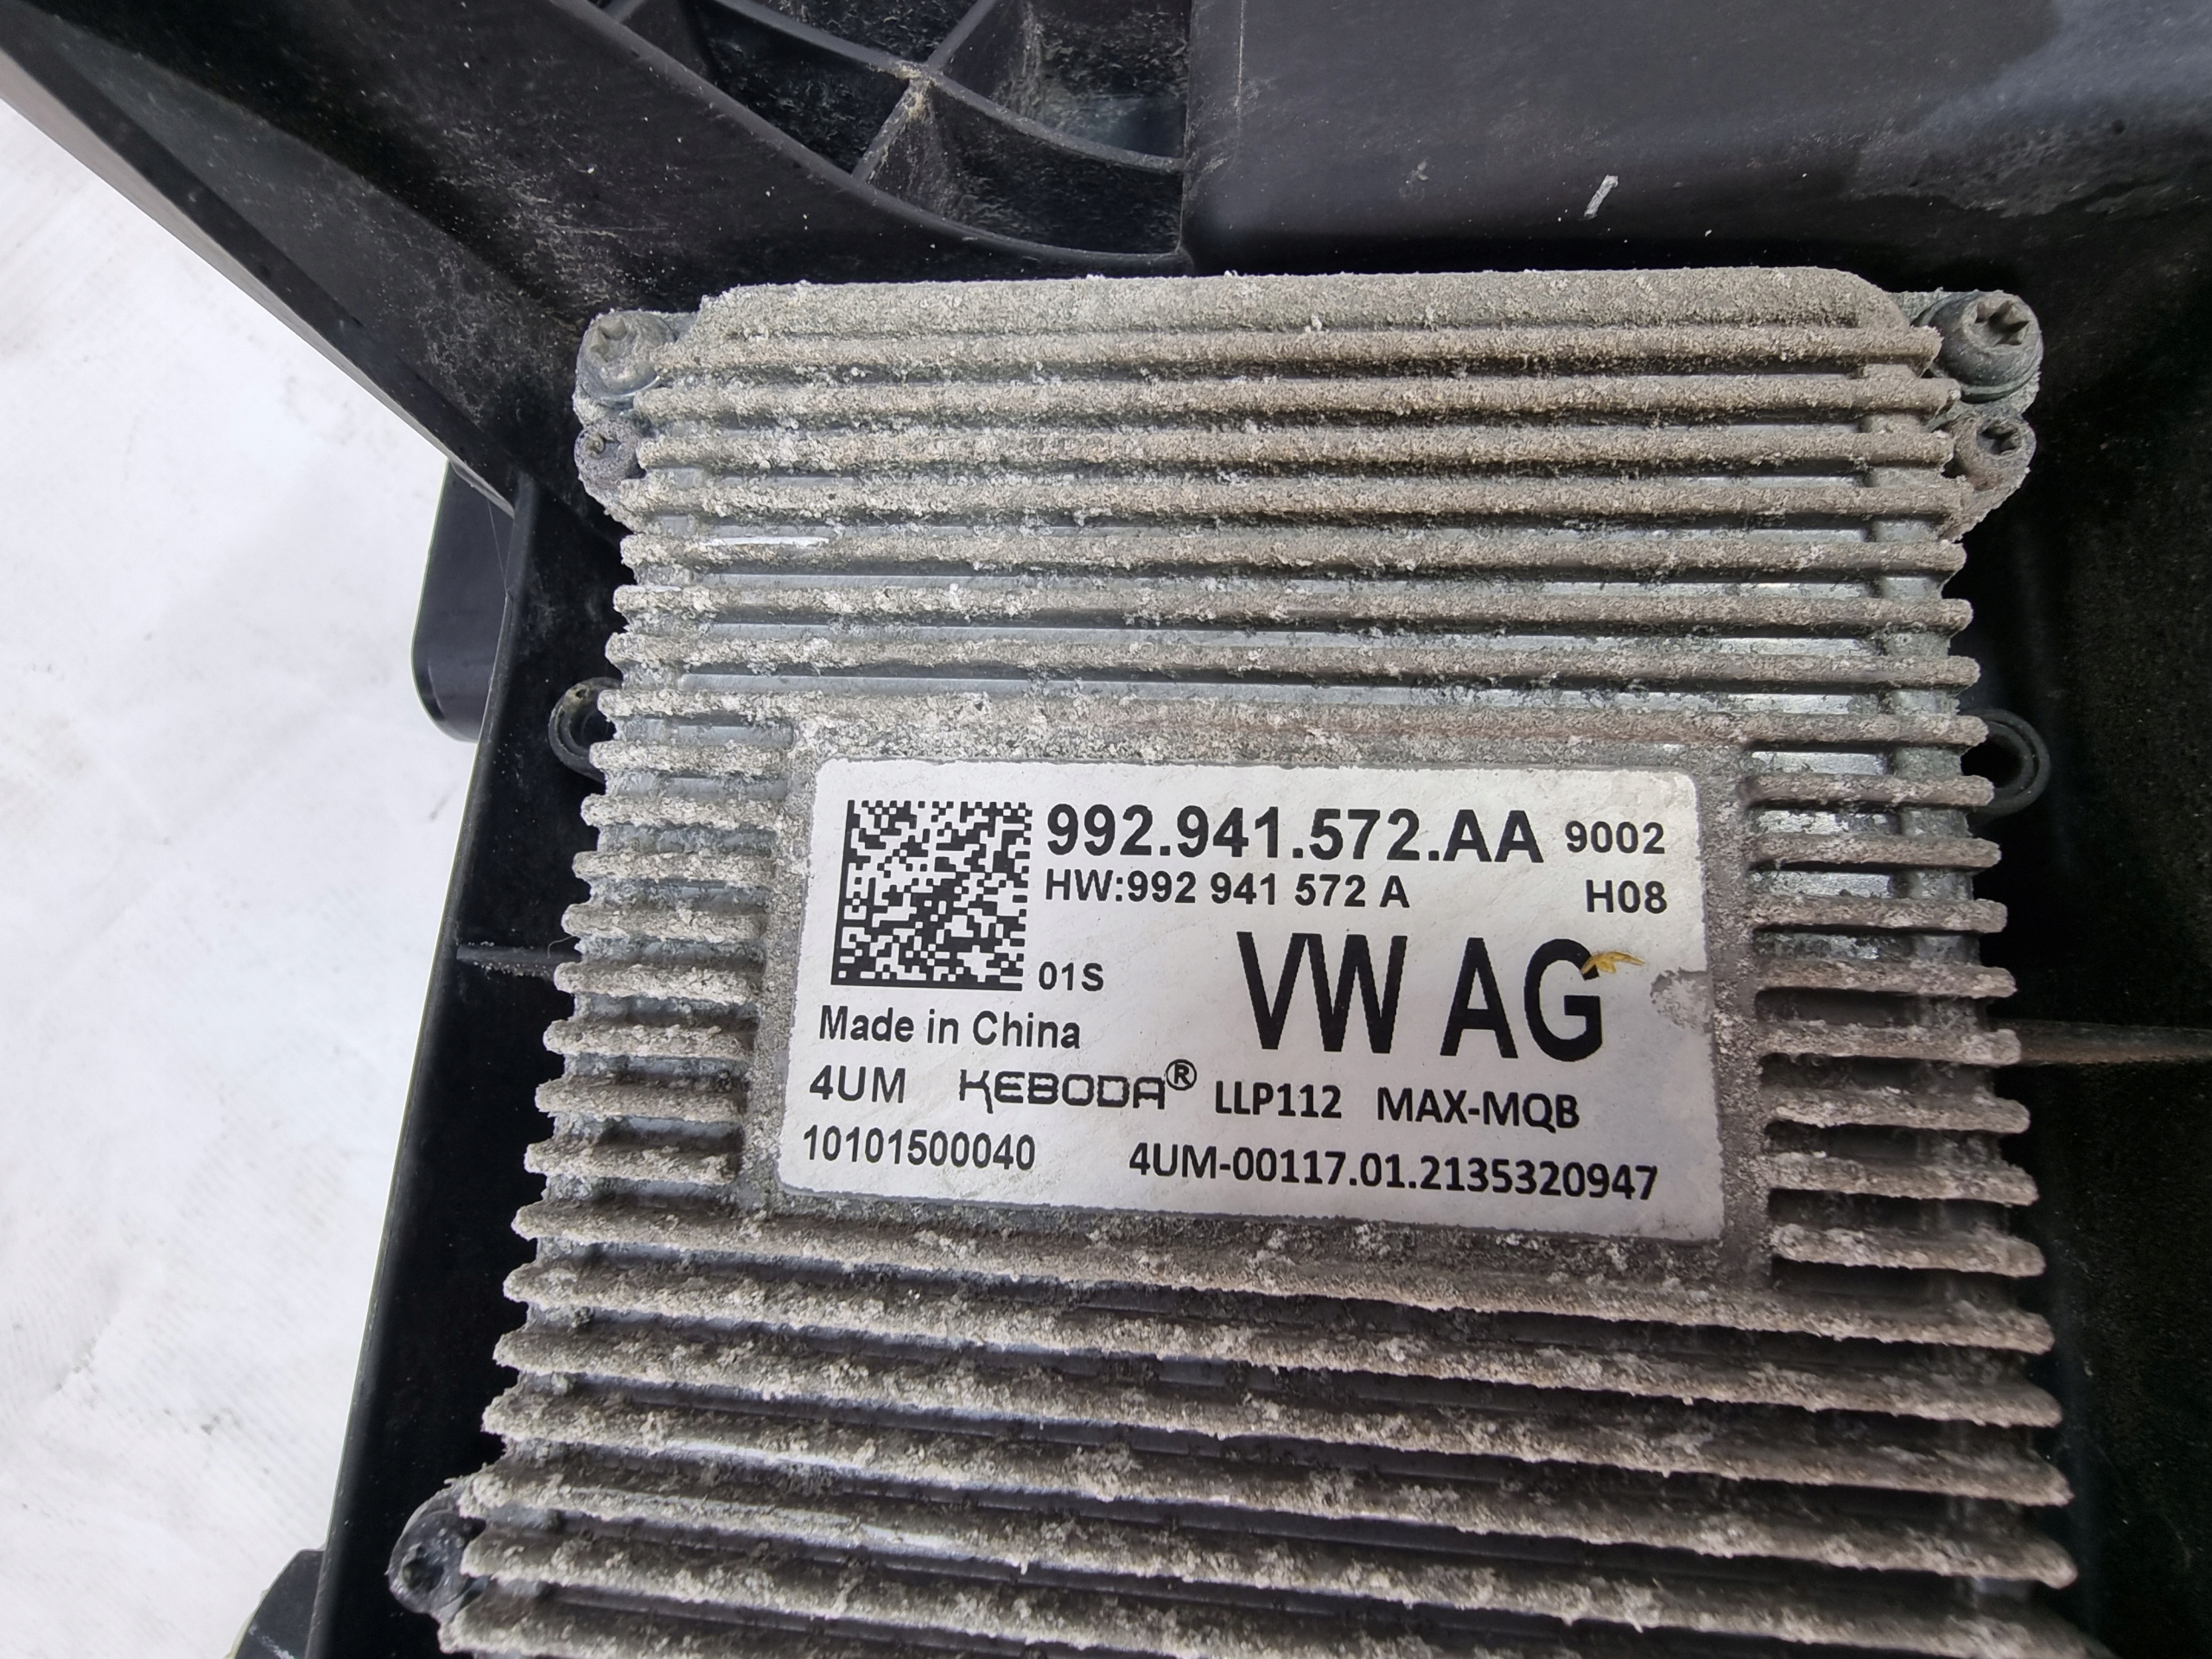 992.941.572.AA 9002
HW:992 941 572 A H08
01S VW AG
Made in China
4UM KEBODA® LLP112 MAX-MQB
10101500040 4UM-00117.01.2135320947